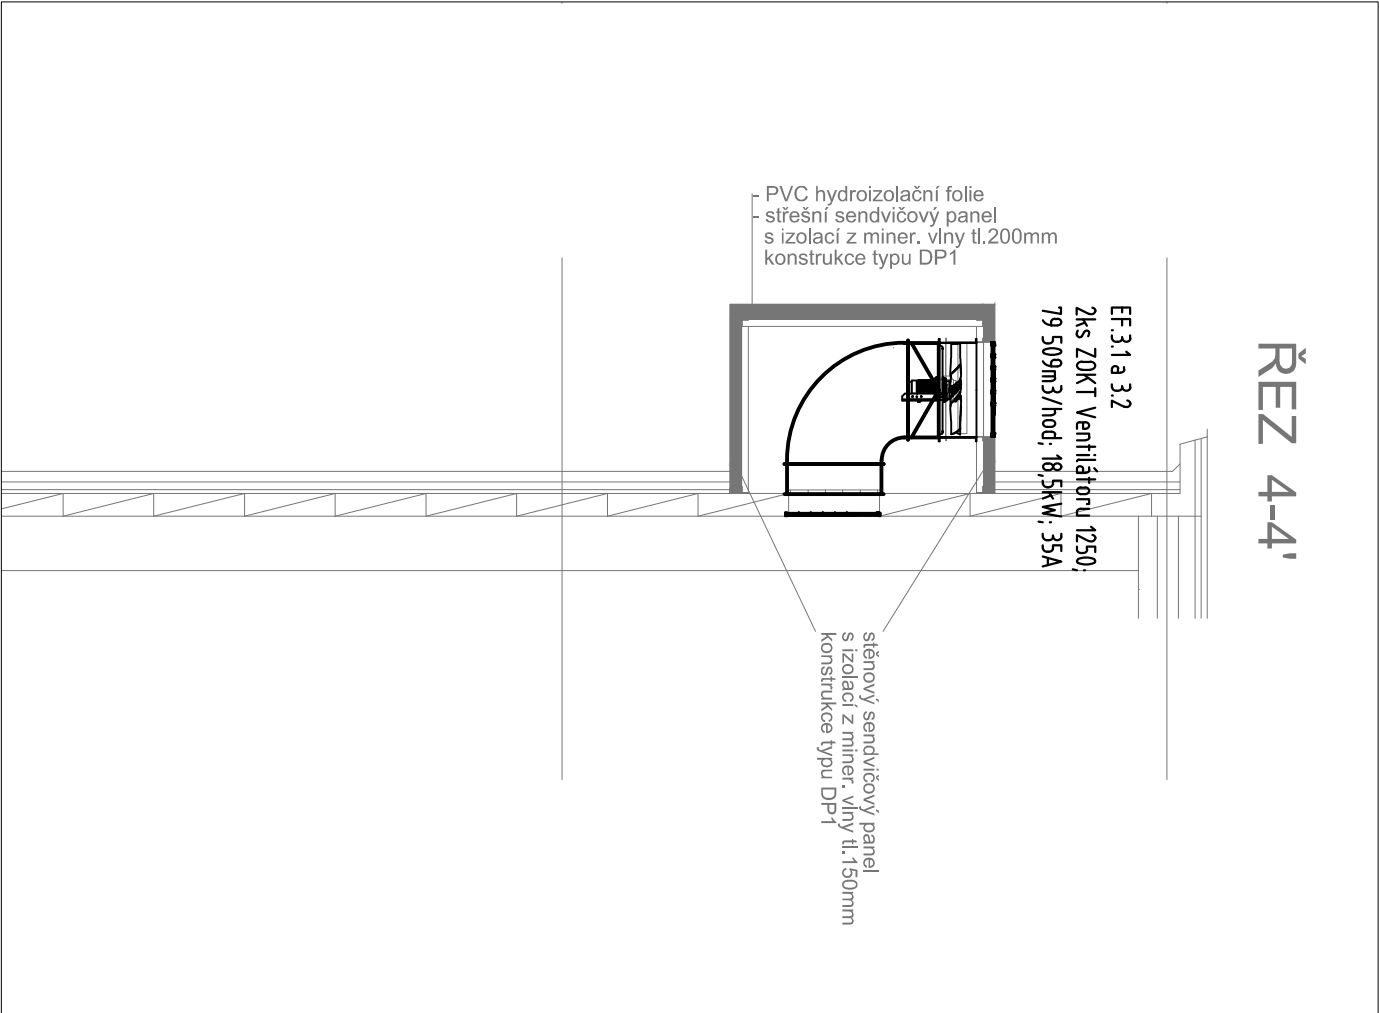 - PVC hydroizolační folie
- střešní sendvičový panel
s izolací z miner. vlny tl.200mm
konstrukce typu DP1
EF.3.1 a 3.2
2ks ZOKT Ventilátoru 1250;
79 509m3/hod; 18,5kW; 35A
ŘEZ 4-4'
stěnový sendvičový panel
s izolací z miner. vlny tl.150mm
konstrukce typu DP1